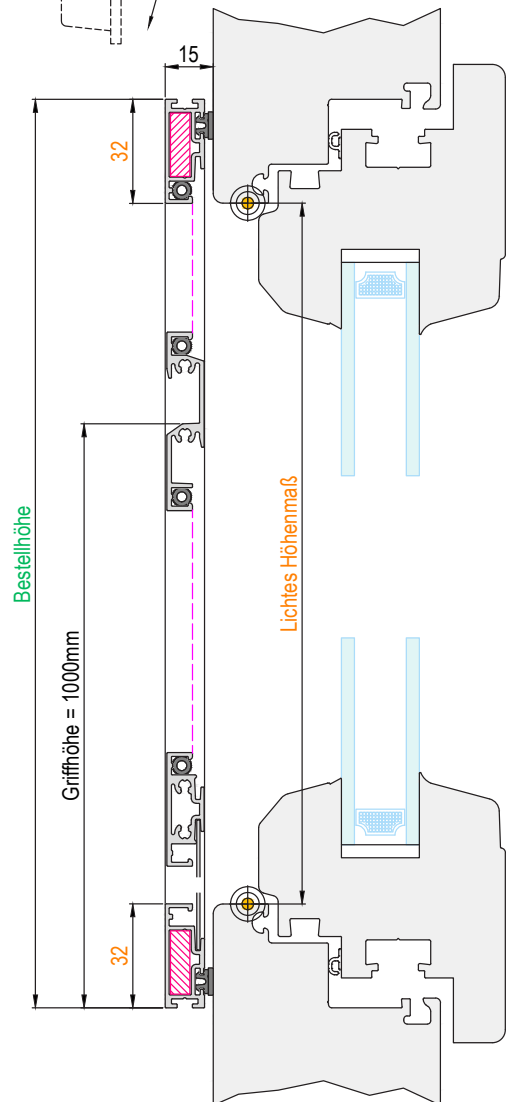 15
32
Bestellhöhe
Griffhöhe = 1000mm
Lichtes Höhenmaß
32